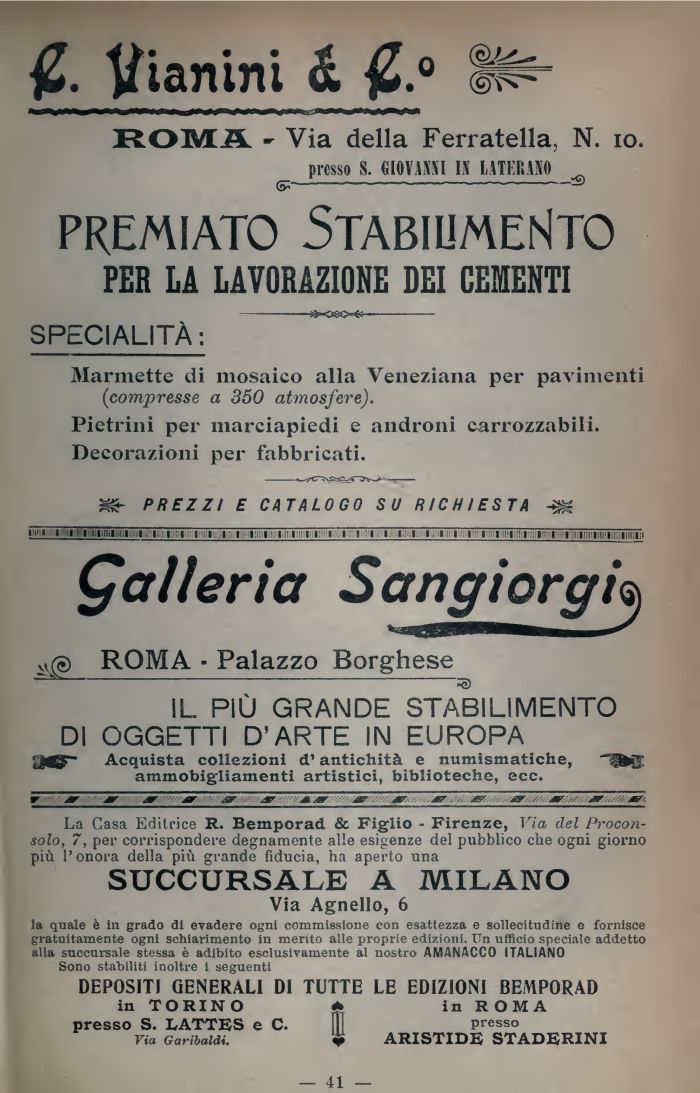 C. Vianini & C.º
ROMA - Via della Ferratella, N. 10.
presso S. GIOVANNI IN LATERANO
PREMIATO STABILIMENTO
PER LA LAVORAZIONE DEI CEMENTI
SPECIALITÀ:
Marmette di mosaico alla Veneziana per pavimenti
(compresse a 350 atmosfere).
Pietrini per marciapiedi e androni carrozzabili.
Decorazioni per fabbricati.
PREZZI E CATALOGO SU RICHIESTA
Galleria Sangiorgi
ROMA - Palazzo Borghese
IL PIÙ GRANDE STABILIMENTO
DI OGGETTI D'ARTE IN EUROPA
Acquista collezioni d'antichità e numismatiche,
ammobigliamenti artistici, biblioteche, ecc.
La Casa Editrice R. Bemporad & Figlio - Firenze, Via del Procon-
solo, 7, per corrispondere degnamente alle esigenze del pubblico che ogni giorno
più l'onora della più grande fiducia, ha aperto una
SUCCURSALE A MILANO
Via Agnello, 6
la quale è in grado di evadere ogni commissione con esattezza e sollecitudine e fornisce
gratuitamente ogni schiarimento in merito alle proprie edizioni. Un ufficio speciale addetto
alla succursale stessa è adibito esclusivamente al nostro AMANACCO ITALIANO
Sono stabiliti inoltre i seguenti
DEPOSITI GENERALI DI TUTTE LE EDIZIONI BEMPORAD
in TORINO
presso S. LATTES e C.
Via Garibaldi.
in ROMA
presso
ARISTIDE STADERINI
— 41 —